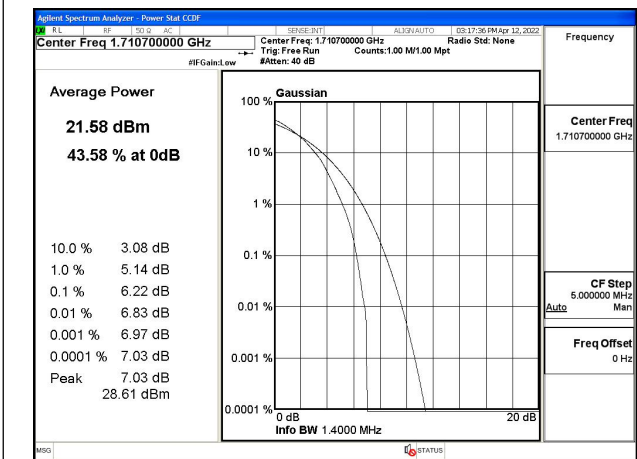 Agilent Spectrum Analyzer - Power Stat CCDF
RL RF 50 Ω AC SENSE:INT ALIGN AUTO 03:17:36 PM Apr 12, 2022
Center Freq 1.710700000 GHz
Center Freq: 1.710700000 GHz Radio Std: None
Trig: Free Run Counts:1.00 M/1.00 Mpt
#IFGain:Low #Atten: 40 dB
Frequency
Average Power
21.58 dBm
43.58 % at 0dB
10.0 % 3.08 dB
1.0 % 5.14 dB
0.1 % 6.22 dB
0.01 % 6.83 dB
0.001 % 6.97 dB
0.0001 % 7.03 dB
Peak 7.03 dB
28.61 dBm
Gaussian
100 %
10 %
1 %
0.1 %
0.01 %
0.001 %
0.0001 %
0 dB 20 dB
Info BW 1.4000 MHz
Center Freq
1.710700000 GHz
CF Step
5.000000 MHz
Auto Man
Freq Offset
0 Hz
MSG STATUS